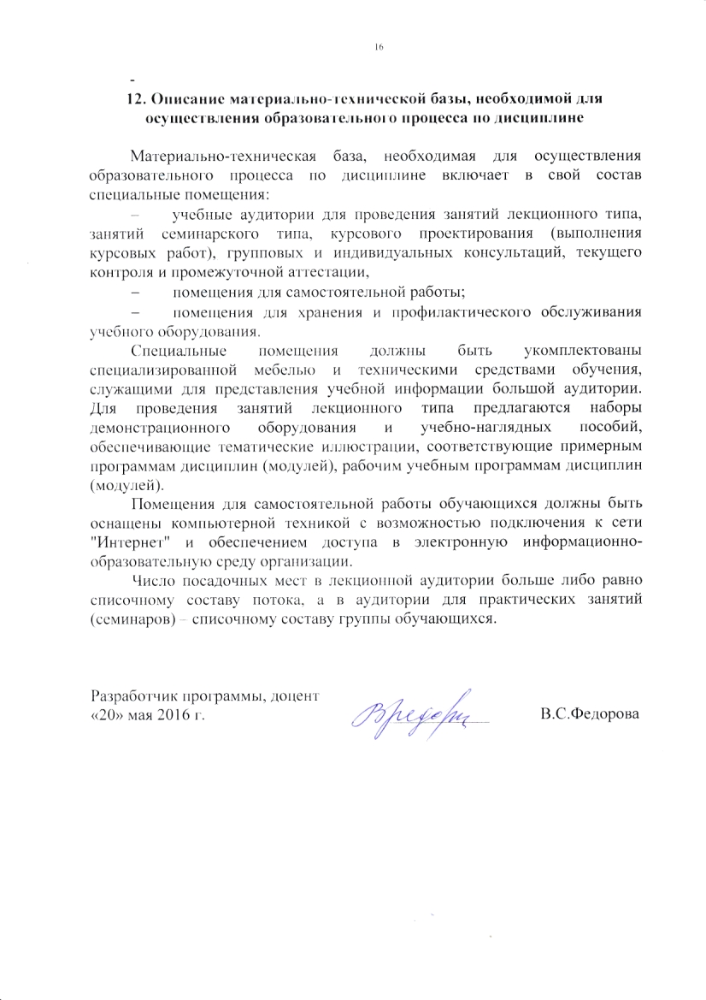 16
-
12. Описание материально-технической базы, необходимой для
осуществления образовательного процесса по дисциплине
Материально-техническая база, необходимая для осуществления
образовательного процесса по дисциплине включает в свой состав
специальные помещения:
– учебные аудитории для проведения занятий лекционного типа,
занятий семинарского типа, курсового проектирования (выполнения
курсовых работ), групповых и индивидуальных консультаций, текущего
контроля и промежуточной аттестации,
– помещения для самостоятельной работы;
– помещения для хранения и профилактического обслуживания
учебного оборудования.
Специальные помещения должны быть укомплектованы
специализированной мебелью и техническими средствами обучения,
служащими для представления учебной информации большой аудитории.
Для проведения занятий лекционного типа предлагаются наборы
демонстрационного оборудования и учебно-наглядных пособий,
обеспечивающие тематические иллюстрации, соответствующие примерным
программам дисциплин (модулей), рабочим учебным программам дисциплин
(модулей).
Помещения для самостоятельной работы обучающихся должны быть
оснащены компьютерной техникой с возможностью подключения к сети
"Интернет" и обеспечением доступа в электронную информационно-
образовательную среду организации.
Число посадочных мест в лекционной аудитории больше либо равно
списочному составу потока, а в аудитории для практических занятий
(семинаров) – списочному составу группы обучающихся.
Разработчик программы, доцент
«20» мая 2016 г. В.С.Федорова